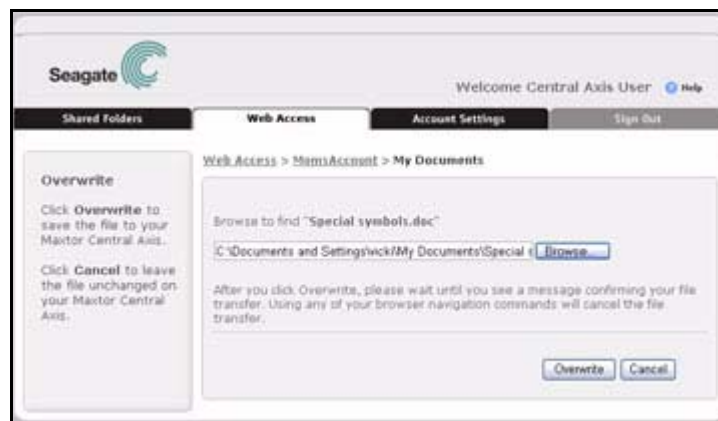 Seagate
Welcome Central Axis User Help
Shared Folders Web Access Account Settings Sign Out
Web Access > MomsAccount > My Documents
Overwrite
Click Overwrite to
save the file to your
Maxtor Central Axis.
Click Cancel to leave
the file unchanged on
your Maxtor Central
Axis.
Browse to find "Special symbols.doc"
C:\Documents and Settings\vicki\My Documents\Special s Browse...
After you click Overwrite, please wait until you see a message confirming your file
transfer. Using any of your browser navigation commands will cancel the file
transfer.
Overwrite Cancel